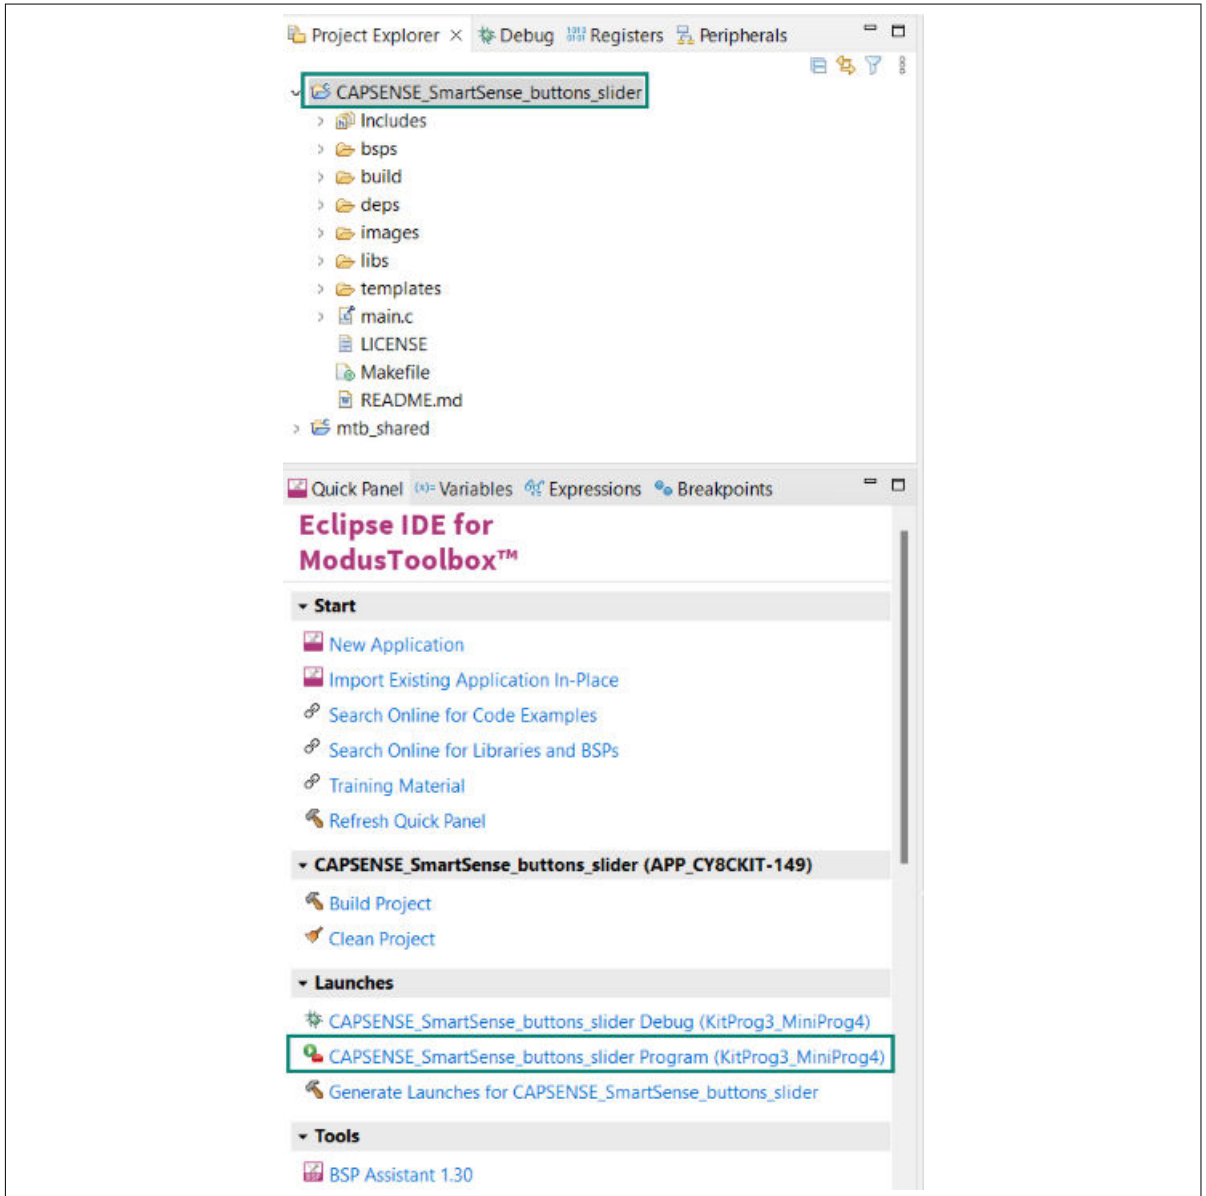 Project Explorer × Debug Registers Peripherals
CAPSENSE_SmartSense_buttons_slider
Includes
bsps
build
deps
images
libs
templates
main.c
LICENSE
Makefile
README.md
mtb_shared
Quick Panel (x)= Variables Expressions Breakpoints
Eclipse IDE for
ModusToolbox™
Start
New Application
Import Existing Application In-Place
Search Online for Code Examples
Search Online for Libraries and BSPs
Training Material
Refresh Quick Panel
CAPSENSE_SmartSense_buttons_slider (APP_CY8CKIT-149)
Build Project
Clean Project
Launches
CAPSENSE_SmartSense_buttons_slider Debug (KitProg3_MiniProg4)
CAPSENSE_SmartSense_buttons_slider Program (KitProg3_MiniProg4)
Generate Launches for CAPSENSE_SmartSense_buttons_slider
Tools
BSP Assistant 1.30